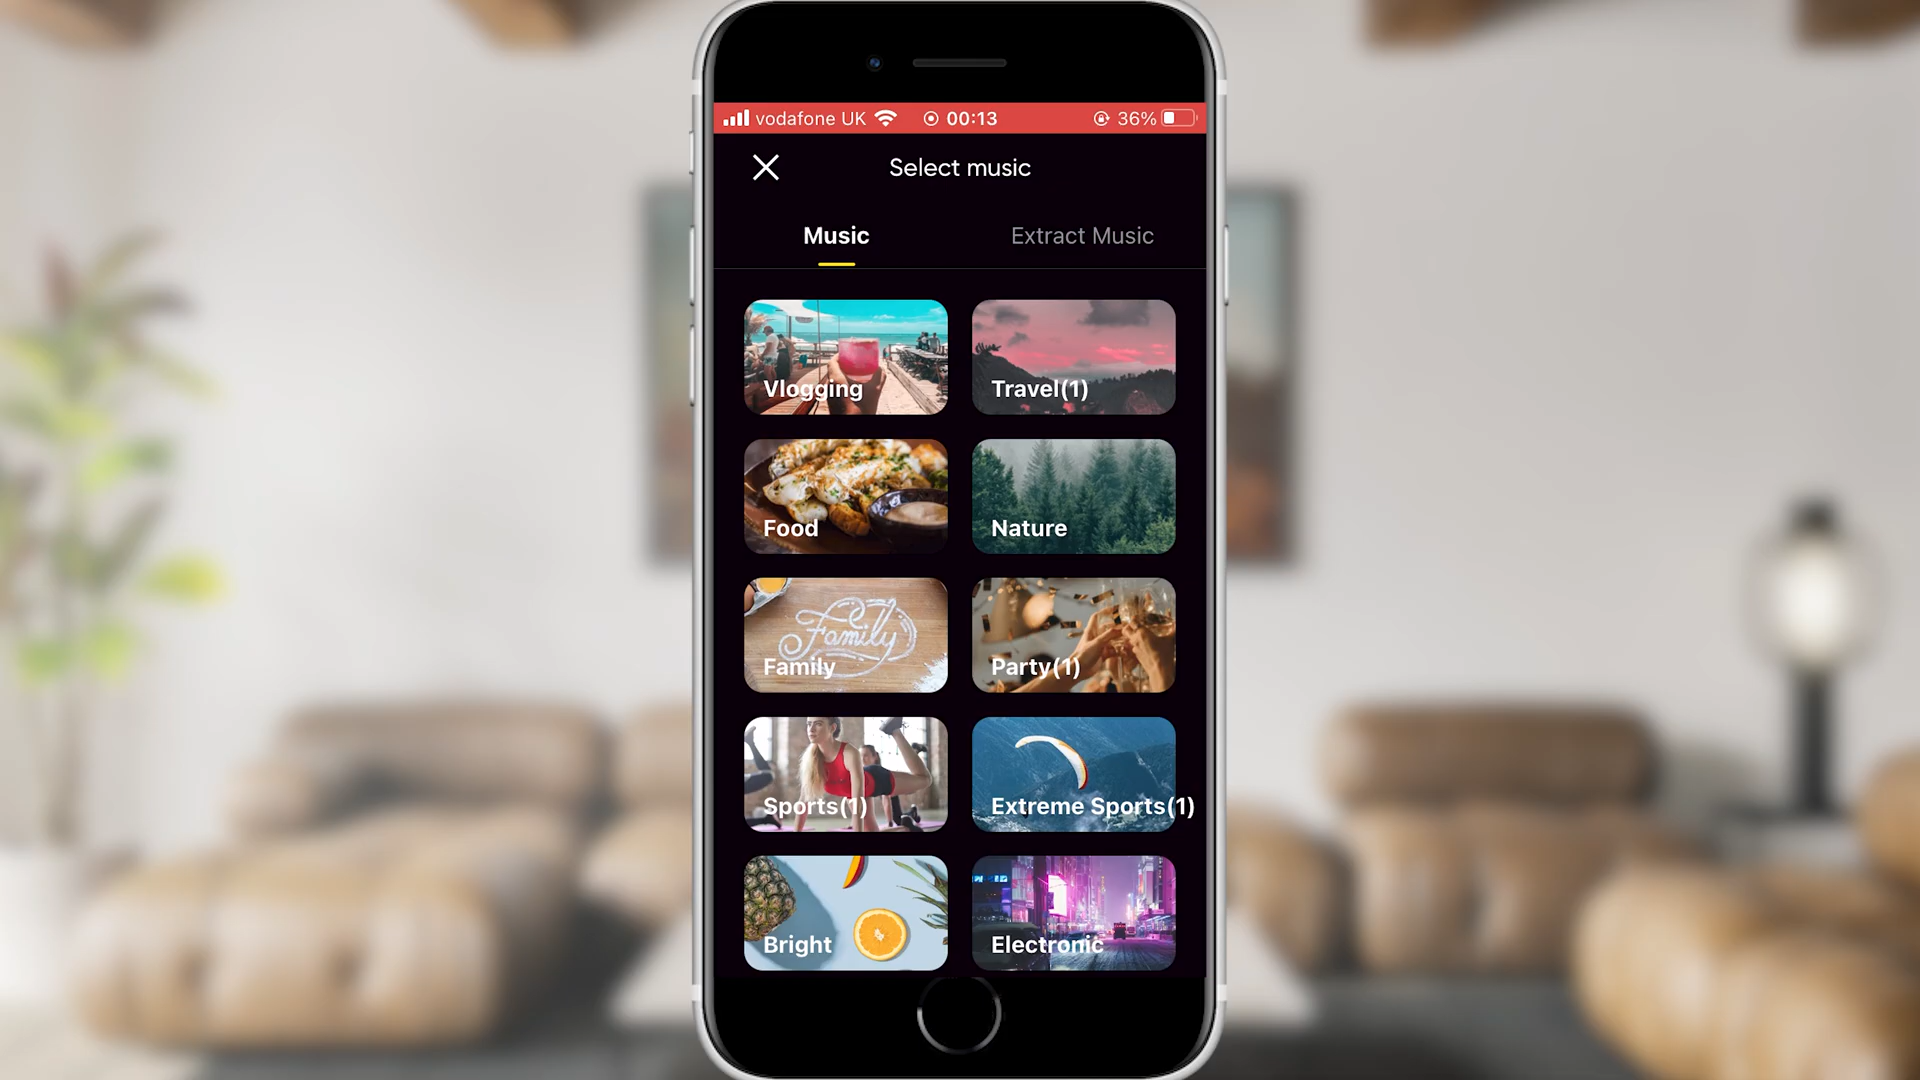 vodafone UK 00:13 36%
Select music
Music Extract Music
Vlogging Travel(1)
Food Nature
Family
Family Party(1)
Sports(1) Extreme Sports(1)
Bright Electronic